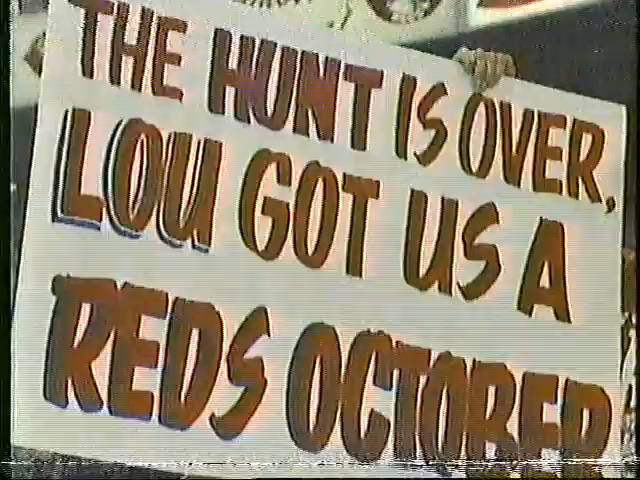 THE HUNT IS OVER,
LOU GOT US A
REDS OCTOBER